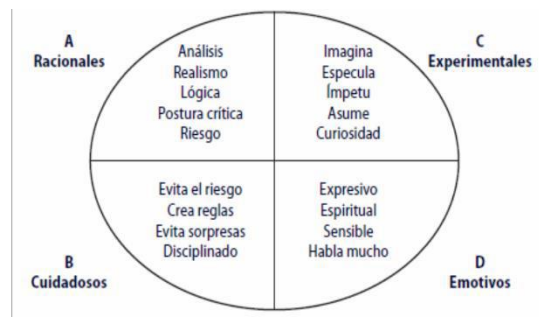 A
Racionales
Análisis
Realismo
Lógica
Postura crítica
Riesgo
Imagina
Especula
Ímpetu
Asume
Curiosidad
C
Experimentales
B
Cuidadosos
Evita el riesgo
Crea reglas
Evita sorpresas
Disciplinado
Expresivo
Espiritual
Sensible
Habla mucho
D
Emotivos